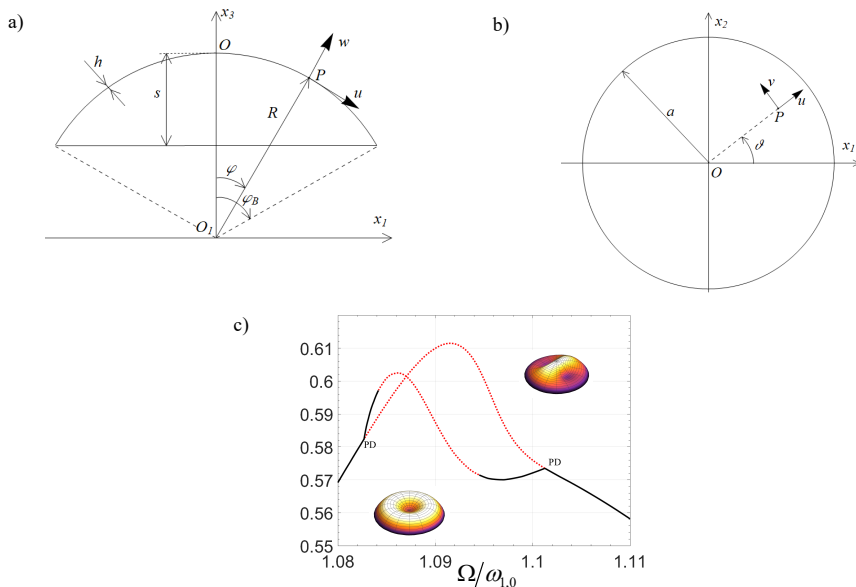 a)
x₃
O
w
h
P
s
u
R
φ
φ_B
O₁
x₁
b)
x₂
v
u
a
P
ϑ
x₁
O
c)
0.61
0.6
0.59
0.58
PD
PD
0.57
0.56
0.55
1.08
1.09
1.1
1.11
Ω/ω₁,₀